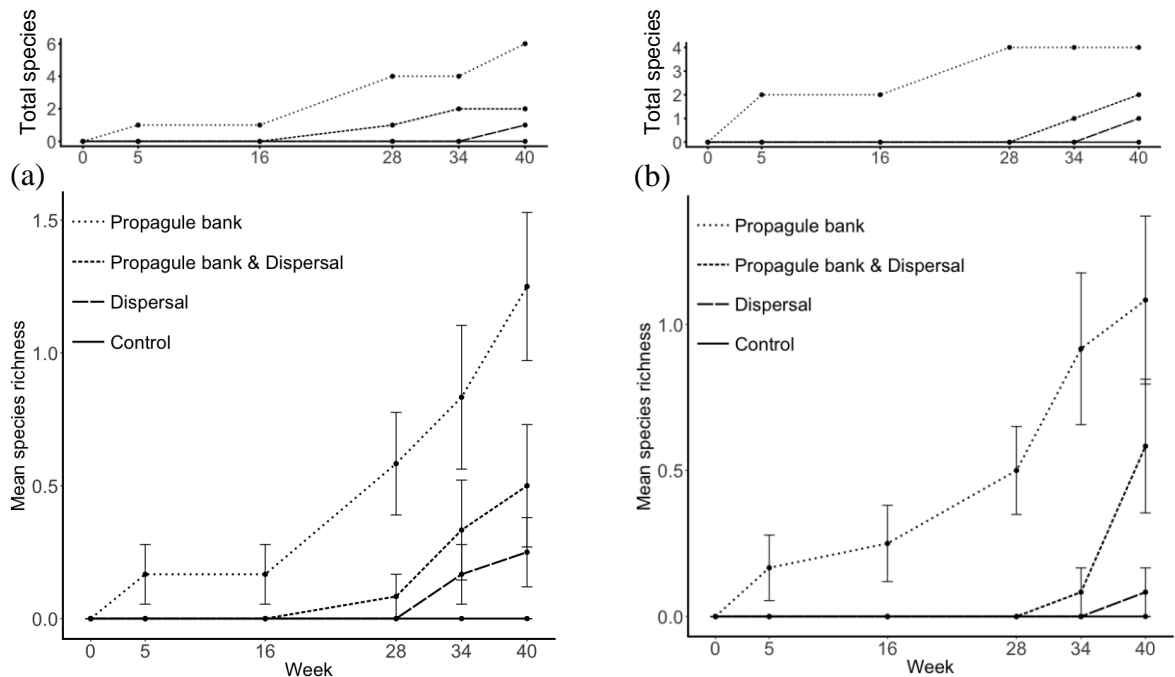 Total species
6
4
2
0
0 5 16 28 34 40
(a)
1.5
1.0
0.5
0.0
Mean species richness
Propagule bank
Propagule bank & Dispersal
Dispersal
Control
0 5 16 28 34 40
Week
Total species
4
3
2
1
0
0 5 16 28 34 40
(b)
1.0
0.5
0.0
Mean species richness
Propagule bank
Propagule bank & Dispersal
Dispersal
Control
0 5 16 28 34 40
Week